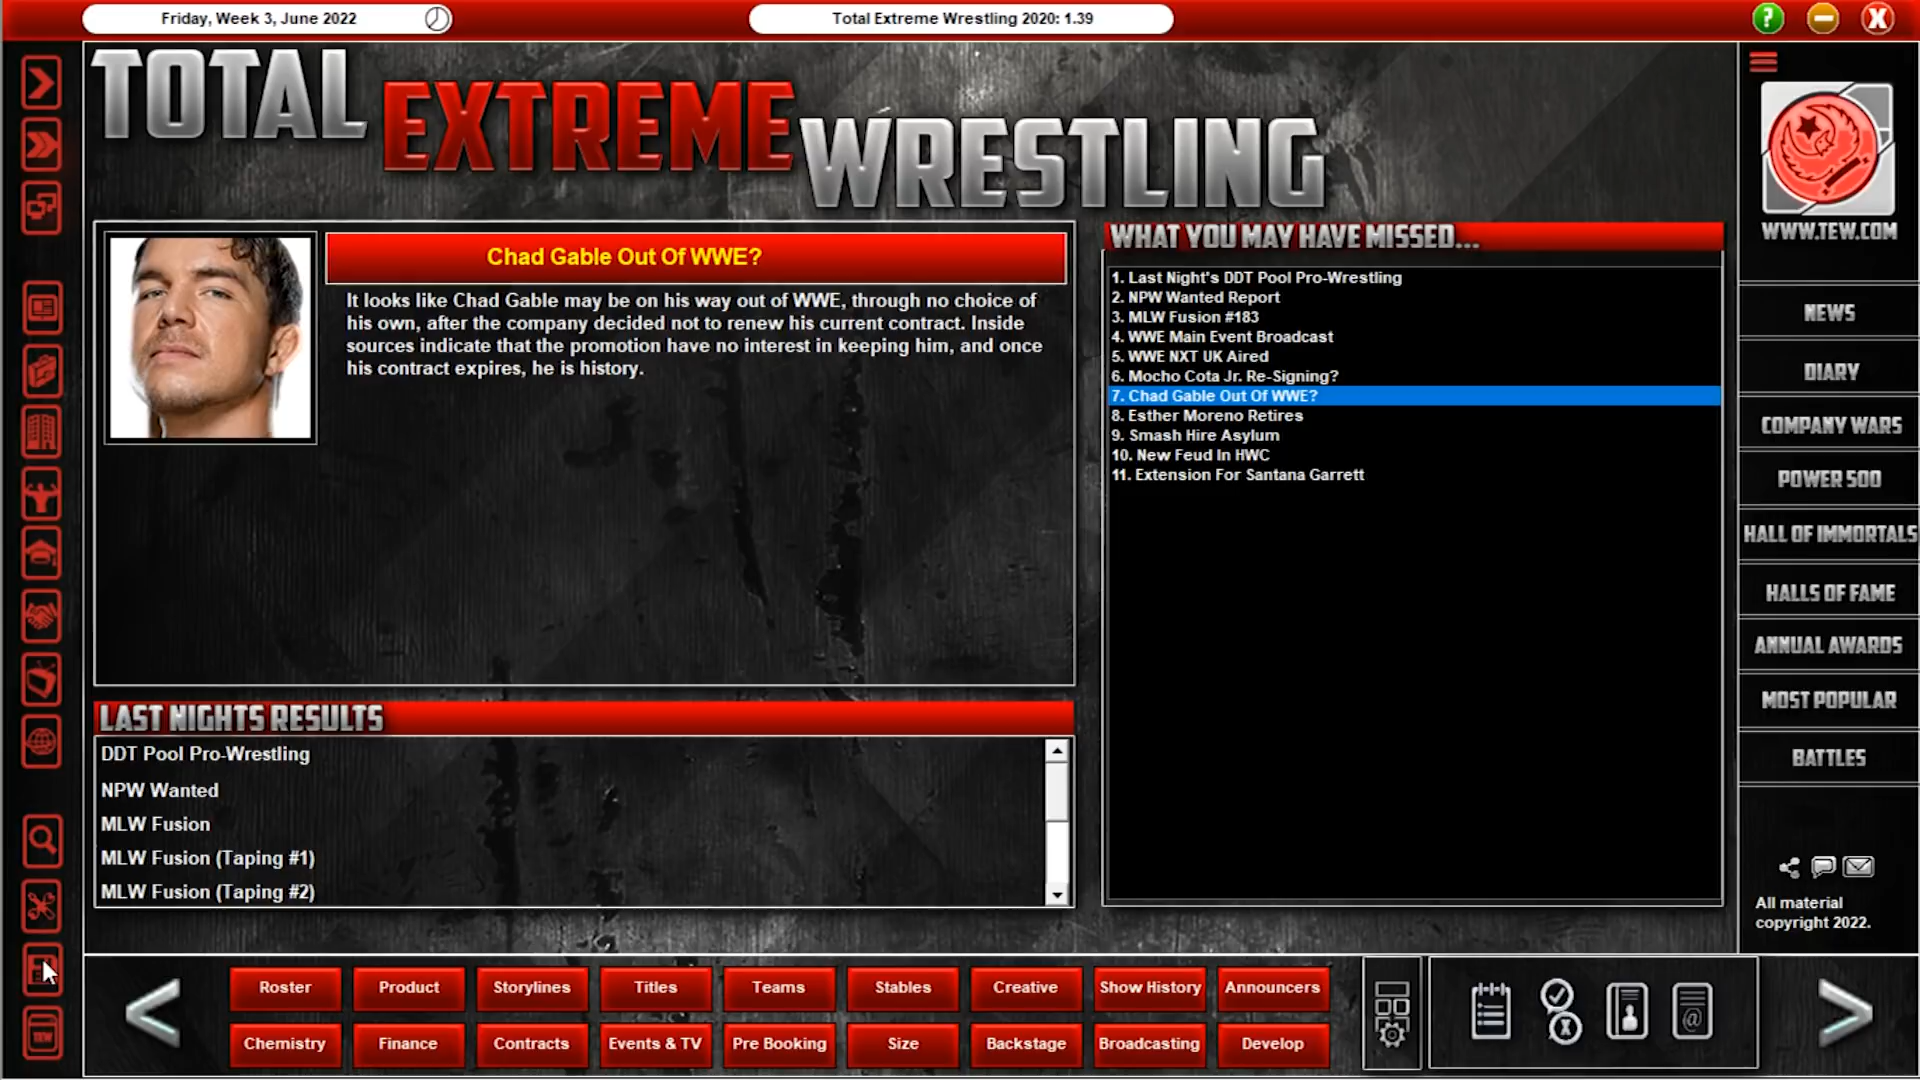 Friday, Week 3, June 2022
Total Extreme Wrestling 2020: 1.39
TOTAL EXTREME WRESTLING
Chad Gable Out Of WWE?
It looks like Chad Gable may be on his way out of WWE, through no choice of
his own, after the company decided not to renew his current contract. Inside
sources indicate that the promotion have no interest in keeping him, and once
his contract expires, he is history.
LAST NIGHTS RESULTS
DDT Pool Pro-Wrestling
NPW Wanted
MLW Fusion
MLW Fusion (Taping #1)
MLW Fusion (Taping #2)
WHAT YOU MAY HAVE MISSED...
1. Last Night's DDT Pool Pro-Wrestling
2. NPW Wanted Report
3. MLW Fusion #183
4. WWE Main Event Broadcast
5. WWE NXT UK Aired
6. Mocho Cota Jr. Re-Signing?
7. Chad Gable Out Of WWE?
8. Esther Moreno Retires
9. Smash Hire Asylum
10. New Feud In HWC
11. Extension For Santana Garrett
WWW.TEW.COM
NEWS
DIARY
COMPANY WARS
POWER 500
HALL OF IMMORTALS
HALLS OF FAME
ANNUAL AWARDS
MOST POPULAR
BATTLES
All material
copyright 2022.
TEW
Roster
Product
Storylines
Titles
Teams
Stables
Creative
Show History
Announcers
Chemistry
Finance
Contracts
Events & TV
Pre Booking
Size
Backstage
Broadcasting
Develop